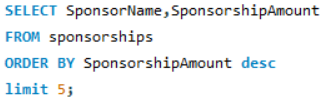 SELECT SponsorName,SponsorshipAmount
FROM sponsorships
ORDER BY SponsorshipAmount desc
limit 5;